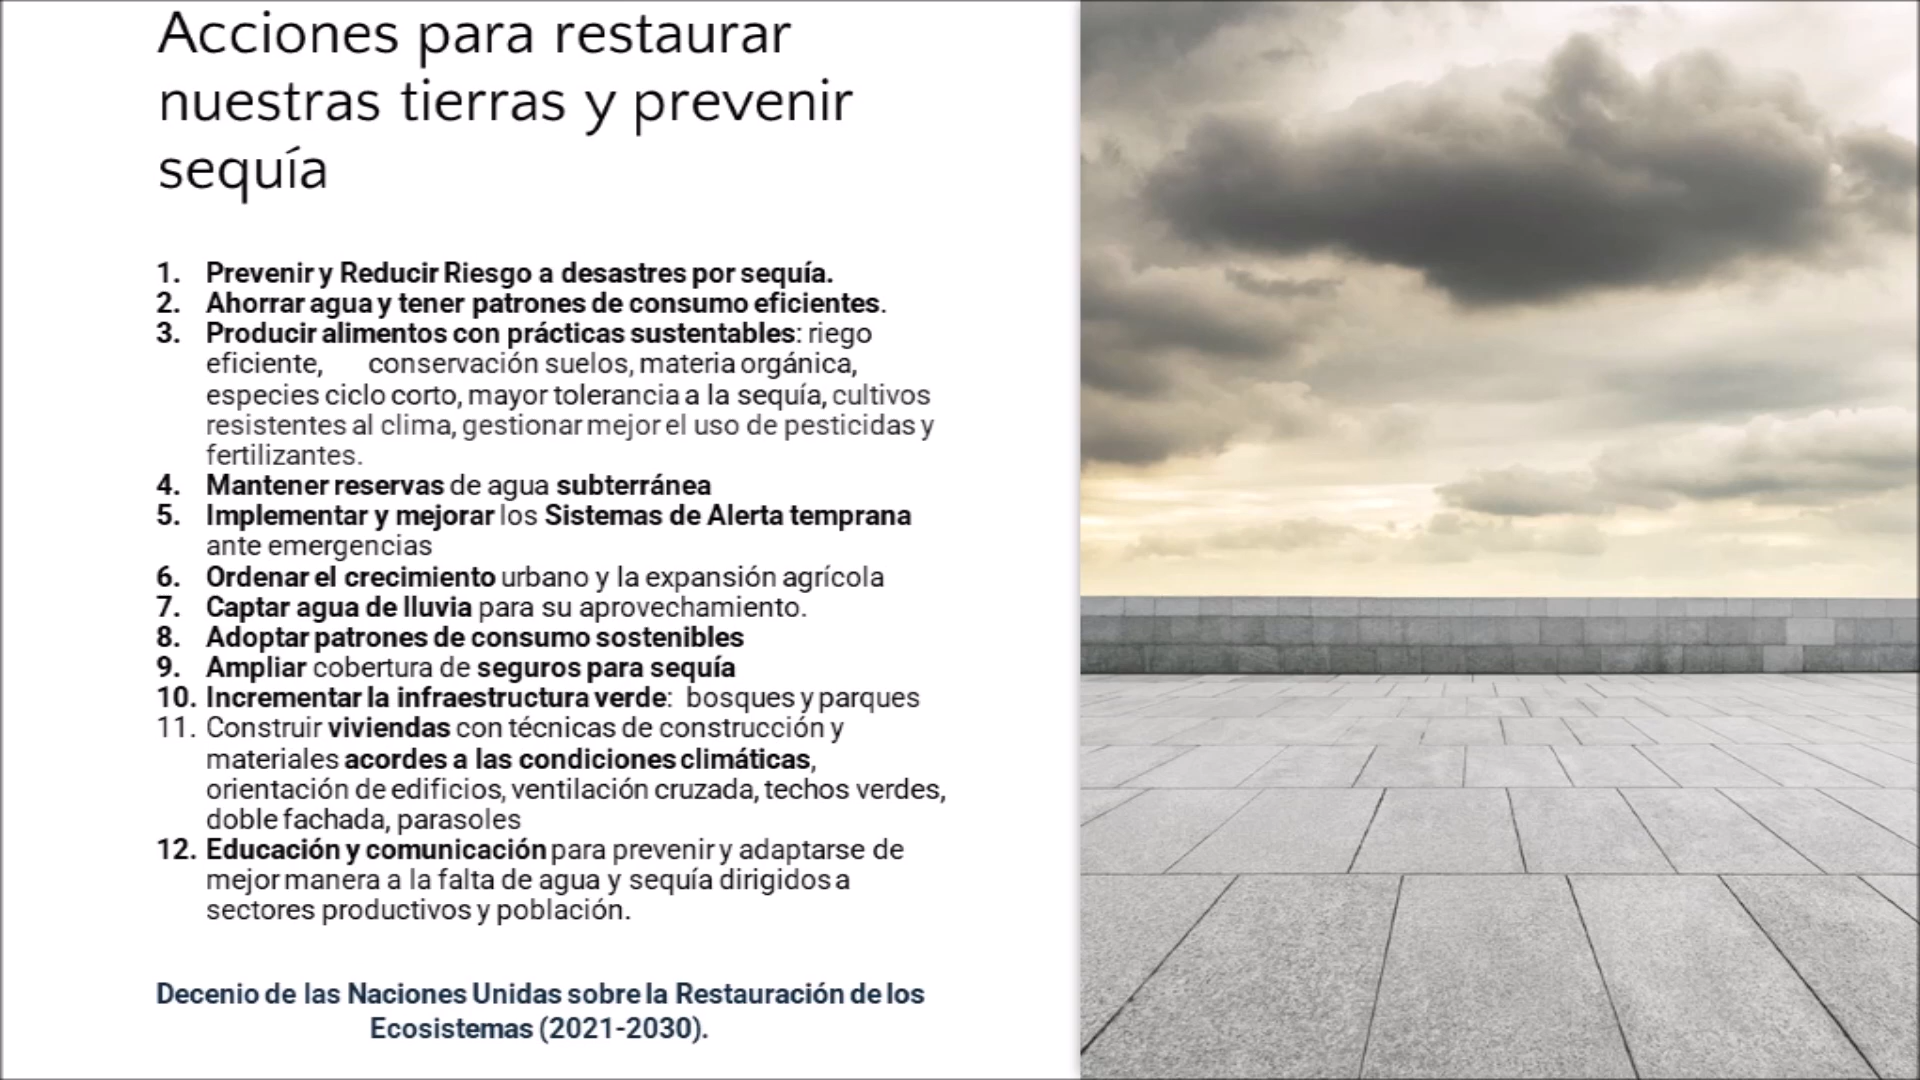 Acciones para restaurar
nuestras tierras y prevenir
sequía
1. Prevenir y Reducir Riesgo a desastres por sequía.
2. Ahorrar agua y tener patrones de consumo eficientes.
3. Producir alimentos con prácticas sustentables: riego
eficiente, conservación suelos, materia orgánica,
especies ciclo corto, mayor tolerancia a la sequía, cultivos
resistentes al clima, gestionar mejor el uso de pesticidas y
fertilizantes.
4. Mantener reservas de agua subterránea
5. Implementar y mejorar los Sistemas de Alerta temprana
ante emergencias
6. Ordenar el crecimiento urbano y la expansión agrícola
7. Captar agua de lluvia para su aprovechamiento.
8. Adoptar patrones de consumo sostenibles
9. Ampliar cobertura de seguros para sequía
10. Incrementar la infraestructura verde: bosques y parques
11. Construir viviendas con técnicas de construcción y
materiales acordes a las condiciones climáticas,
orientación de edificios, ventilación cruzada, techos verdes,
doble fachada, parasoles
12. Educación y comunicación para prevenir y adaptarse de
mejor manera a la falta de agua y sequía dirigidos a
sectores productivos y población.
Decenio de las Naciones Unidas sobre la Restauración de los
Ecosistemas (2021-2030).